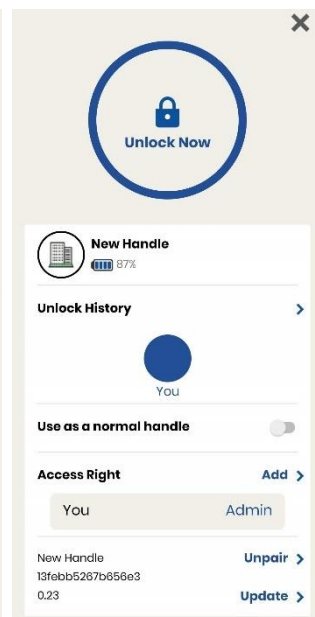 Unlock Now
New Handle
87%
Unlock History
You
Use as a normal handle
Access Right Add
You Admin
New Handle Unpair
13febb5267b656e3
0.23 Update